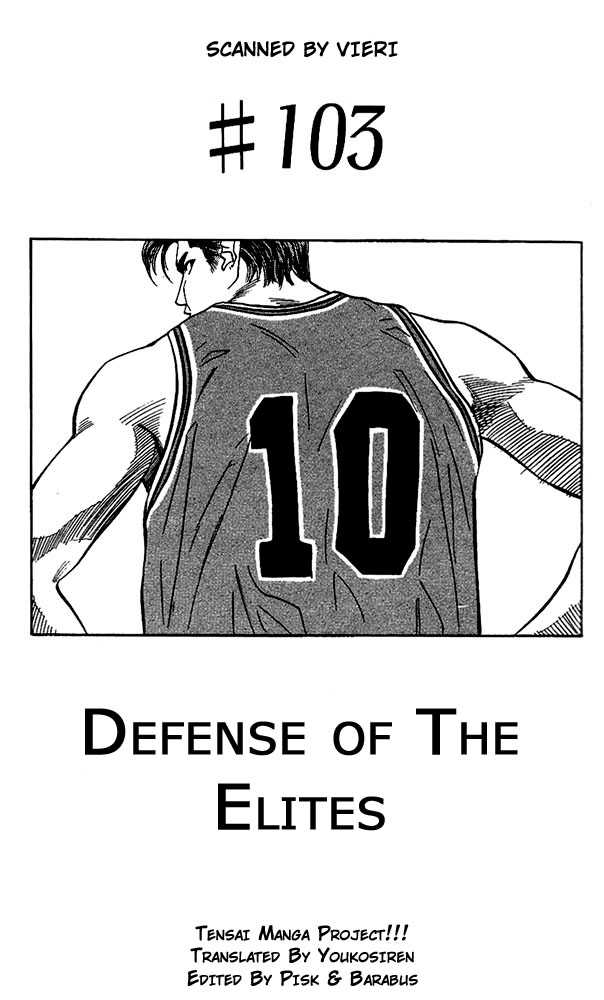 SCANNED BY VIERI
#103
10
DEFENSE OF THE
ELITES
TENSAI MANGA PROJECT!!!
TRANSLATED BY YOUKOSIREN
EDITED BY PISK & BARABUS